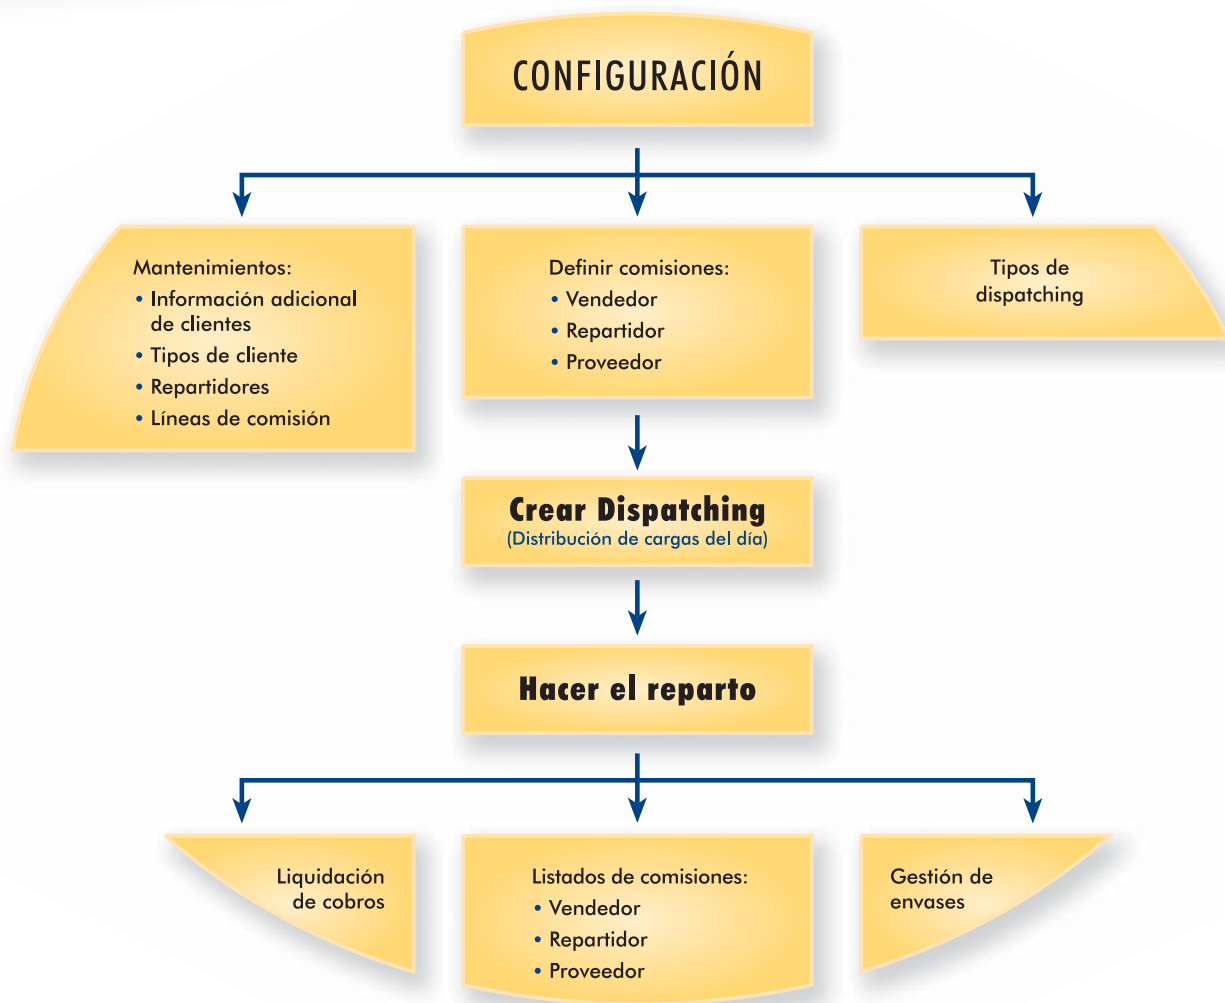 CONFIGURACIÓN
Mantenimientos:
• Información adicional
de clientes
• Tipos de cliente
• Repartidores
• Líneas de comisión
Definir comisiones:
• Vendedor
• Repartidor
• Proveedor
Tipos de
dispatching
Crear Dispatching
(Distribución de cargas del día)
Hacer el reparto
Liquidación
de cobros
Listados de comisiones:
• Vendedor
• Repartidor
• Proveedor
Gestión de
envases